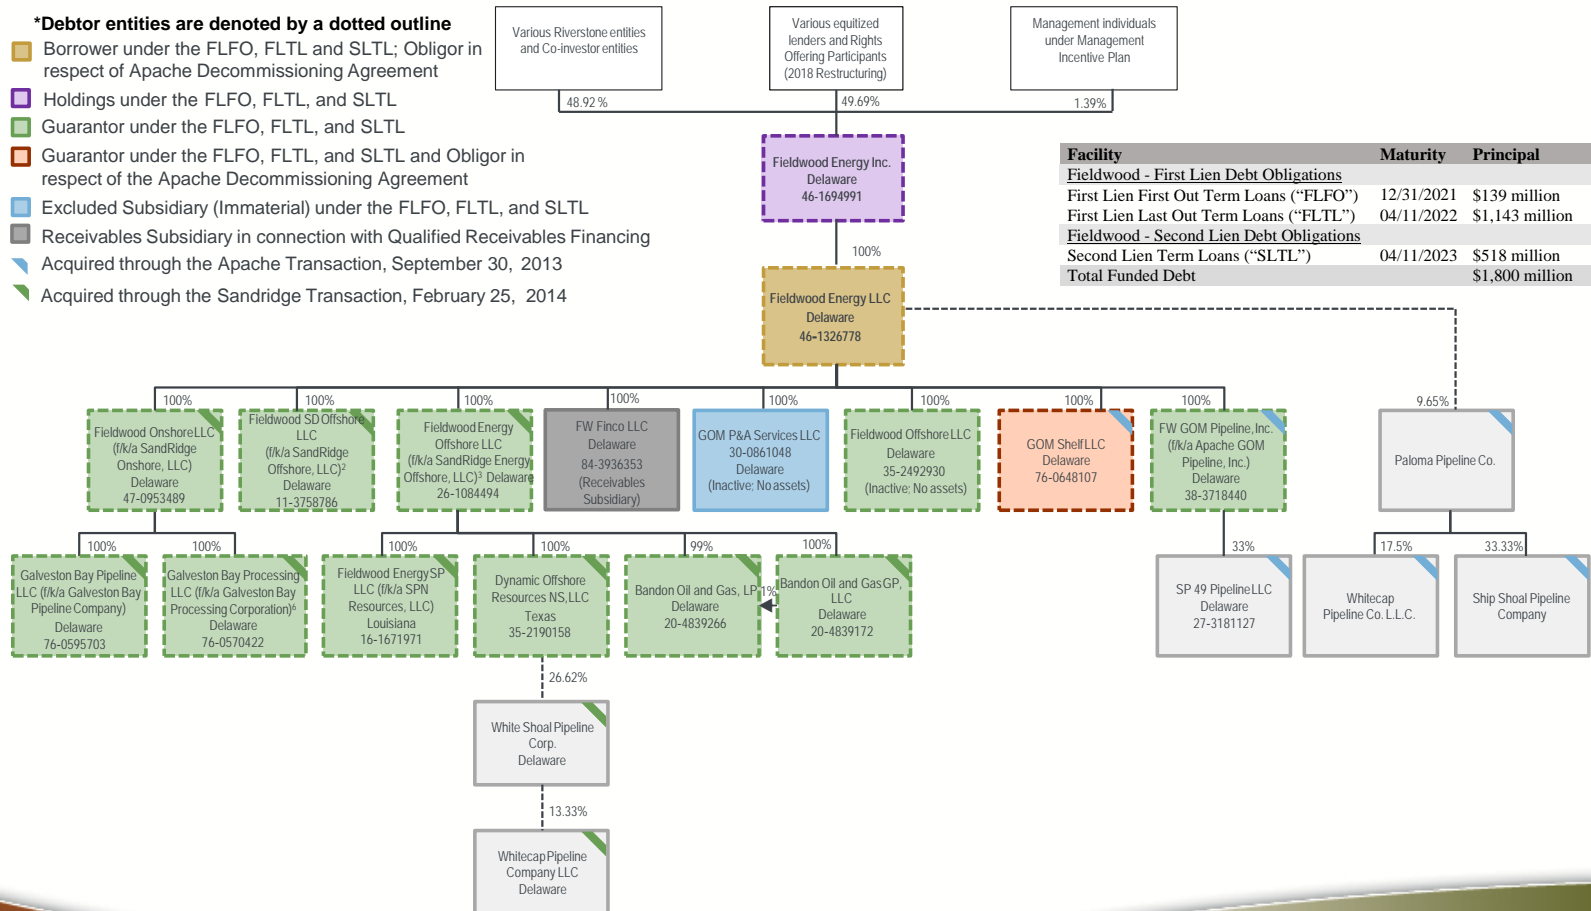 *Debtor entities are denoted by a dotted outline
Borrower under the FLFO, FLTL and SLTL; Obligor in
respect of Apache Decommissioning Agreement
Holdings under the FLFO, FLTL, and SLTL
Guarantor under the FLFO, FLTL, and SLTL
Guarantor under the FLFO, FLTL, and SLTL and Obligor in
respect of the Apache Decommissioning Agreement
Excluded Subsidiary (Immaterial) under the FLFO, FLTL, and SLTL
Receivables Subsidiary in connection with Qualified Receivables Financing
Acquired through the Apache Transaction, September 30, 2013
Acquired through the Sandridge Transaction, February 25, 2014
Various Riverstone entities
and Co-investor entities
Various equitized
lenders and Rights
Offering Participants
(2018 Restructuring)
Management individuals
under Management
Incentive Plan
48.92 %
49.69%
1.39%
Fieldwood Energy Inc.
Delaware
46-1694991
Facility Maturity Principal
Fieldwood - First Lien Debt Obligations
First Lien First Out Term Loans (“FLFO”) 12/31/2021 $139 million
First Lien Last Out Term Loans (“FLTL”) 04/11/2022 $1,143 million
Fieldwood - Second Lien Debt Obligations
Second Lien Term Loans (“SLTL”) 04/11/2023 $518 million
Total Funded Debt $1,800 million
100%
Fieldwood Energy LLC
Delaware
46-1326778
100%
100%
100%
100%
100%
100%
100%
100%
9.65%
Fieldwood Onshore LLC
(f/k/a SandRidge
Onshore, LLC)
Delaware
47-0953489
Fieldwood SD Offshore
LLC
(f/k/a SandRidge
Offshore, LLC)2
Delaware
11-3758786
Fieldwood Energy
Offshore LLC
(f/k/a SandRidge Energy
Offshore, LLC)3 Delaware
26-1084494
FW Finco LLC
Delaware
84-3936353
(Receivables
Subsidiary)
GOM P&A Services LLC
30-0861048
Delaware
(Inactive; No assets)
Fieldwood Offshore LLC
Delaware
35-2492930
(Inactive; No assets)
GOM Shelf LLC
Delaware
76-0648107
FW GOM Pipeline, Inc.
(f/k/a Apache GOM
Pipeline, Inc.)
Delaware
38-3718440
Paloma Pipeline Co.
100%
100%
100%
100%
99%
100%
33%
17.5%
33.33%
Galveston Bay Pipeline
LLC (f/k/a Galveston Bay
Pipeline Company)
Delaware
76-0595703
Galveston Bay Processing
LLC (f/k/a Galveston Bay
Processing Corporation)6
Delaware
76-0570422
Fieldwood Energy SP
LLC (f/k/a SPN
Resources, LLC)
Louisiana
16-1671971
Dynamic Offshore
Resources NS, LLC
Texas
35-2190158
Bandon Oil and Gas, LP
Delaware
20-4839266
1%
Bandon Oil and Gas GP,
LLC
Delaware
20-4839172
SP 49 Pipeline LLC
Delaware
27-3181127
Whitecap
Pipeline Co. L.L.C.
Ship Shoal Pipeline
Company
26.62%
White Shoal Pipeline
Corp.
Delaware
13.33%
Whitecap Pipeline
Company LLC
Delaware